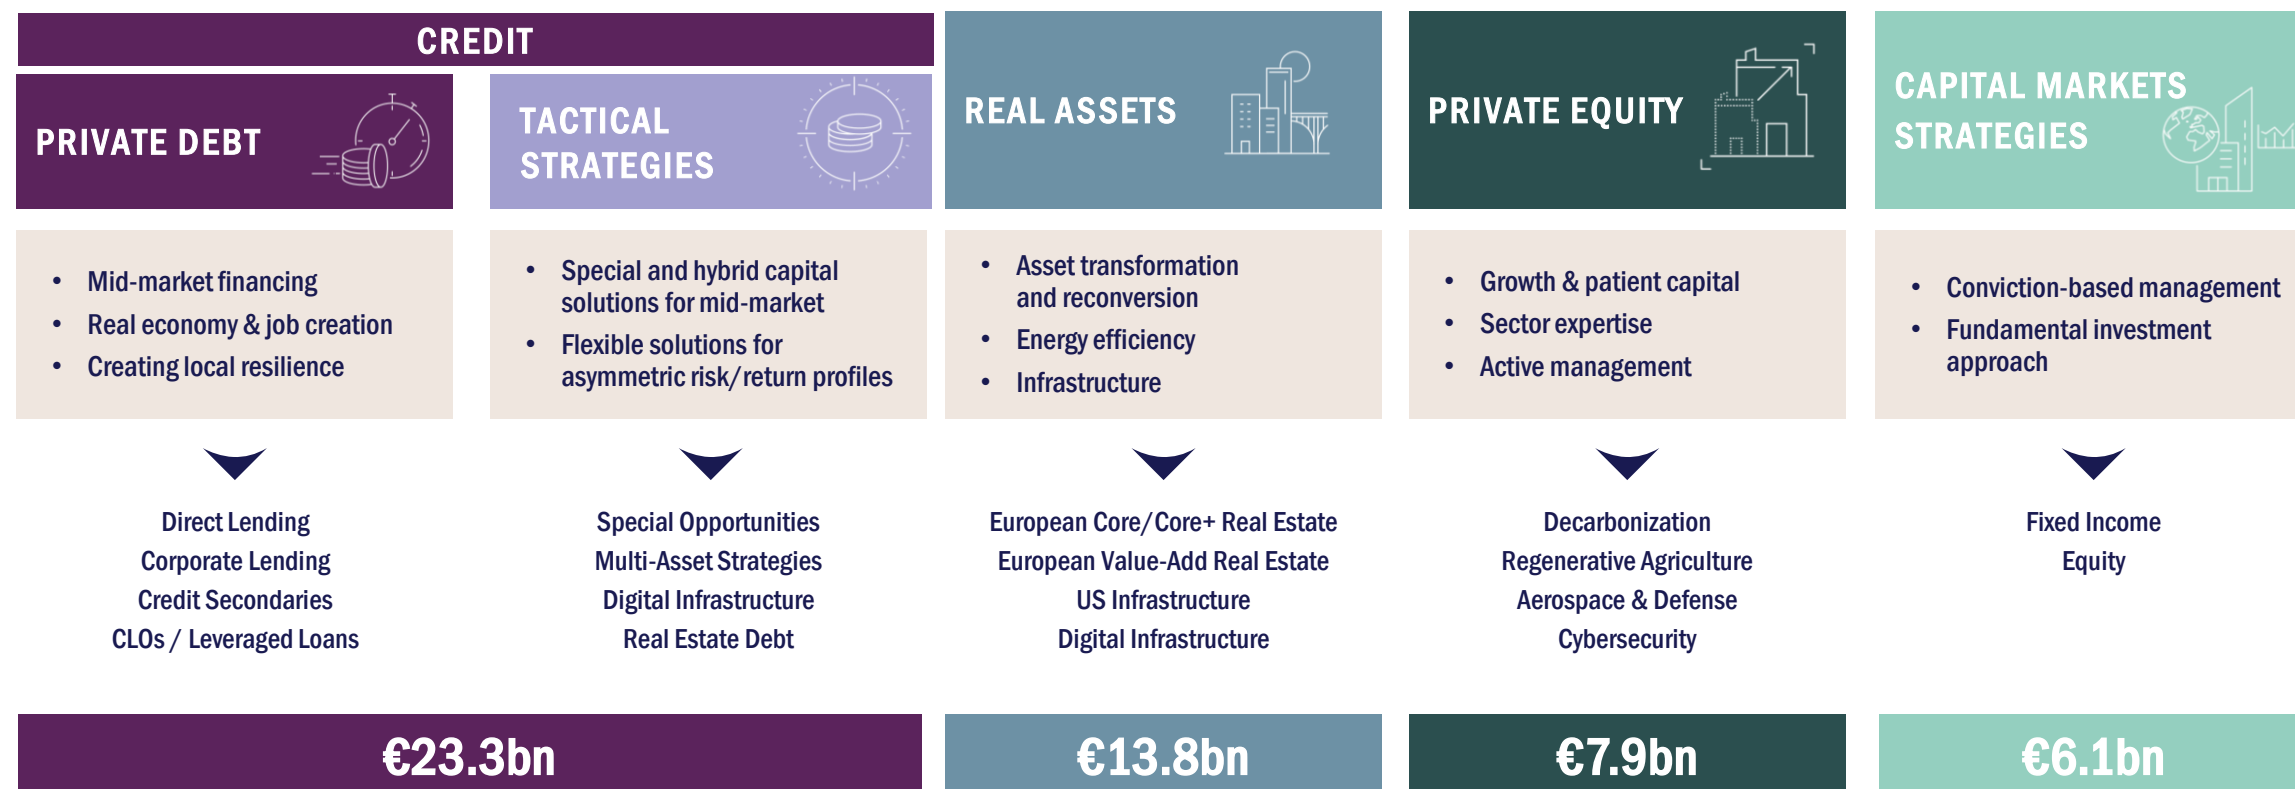 CREDIT
PRIVATE DEBT
TACTICAL
STRATEGIES
REAL ASSETS
PRIVATE EQUITY
CAPITAL MARKETS
STRATEGIES
• Mid-market financing
• Real economy & job creation
• Creating local resilience
• Special and hybrid capital
solutions for mid-market
• Flexible solutions for
asymmetric risk/return profiles
• Asset transformation
and reconversion
• Energy efficiency
• Infrastructure
• Growth & patient capital
• Sector expertise
• Active management
• Conviction-based management
• Fundamental investment
approach
Direct Lending
Corporate Lending
Credit Secondaries
CLOs / Leveraged Loans
Special Opportunities
Multi-Asset Strategies
Digital Infrastructure
Real Estate Debt
European Core/Core+ Real Estate
European Value-Add Real Estate
US Infrastructure
Digital Infrastructure
Decarbonization
Regenerative Agriculture
Aerospace & Defense
Cybersecurity
Fixed Income
Equity
€23.3bn
€13.8bn
€7.9bn
€6.1bn